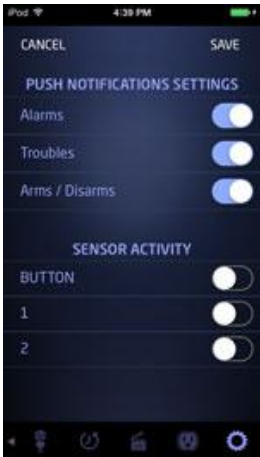 iPod 4:39 PM
CANCEL SAVE
PUSH NOTIFICATIONS SETTINGS
Alarms
Troubles
Arms / Disarms
SENSOR ACTIVITY
BUTTON
1
2